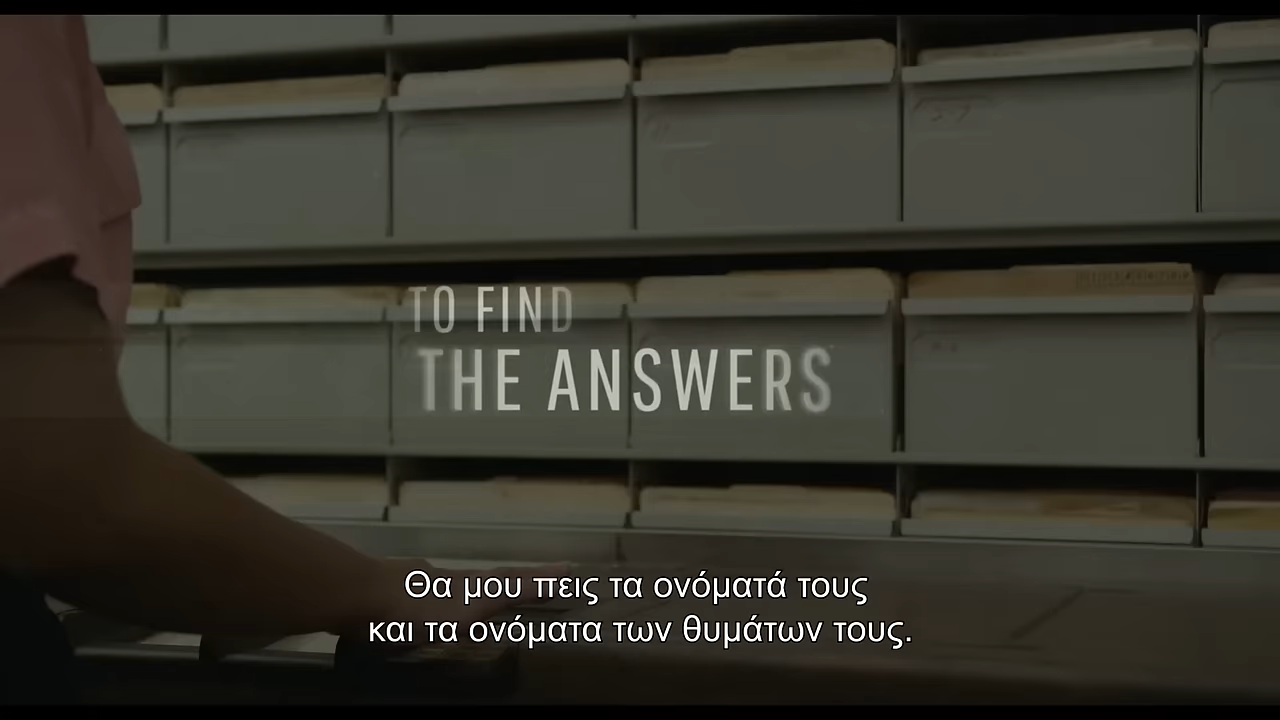 TO FIND
THE ANSWERS
Θα μου πεις τα ονόματά τους
και τα ονόματα των θυμάτων τους.